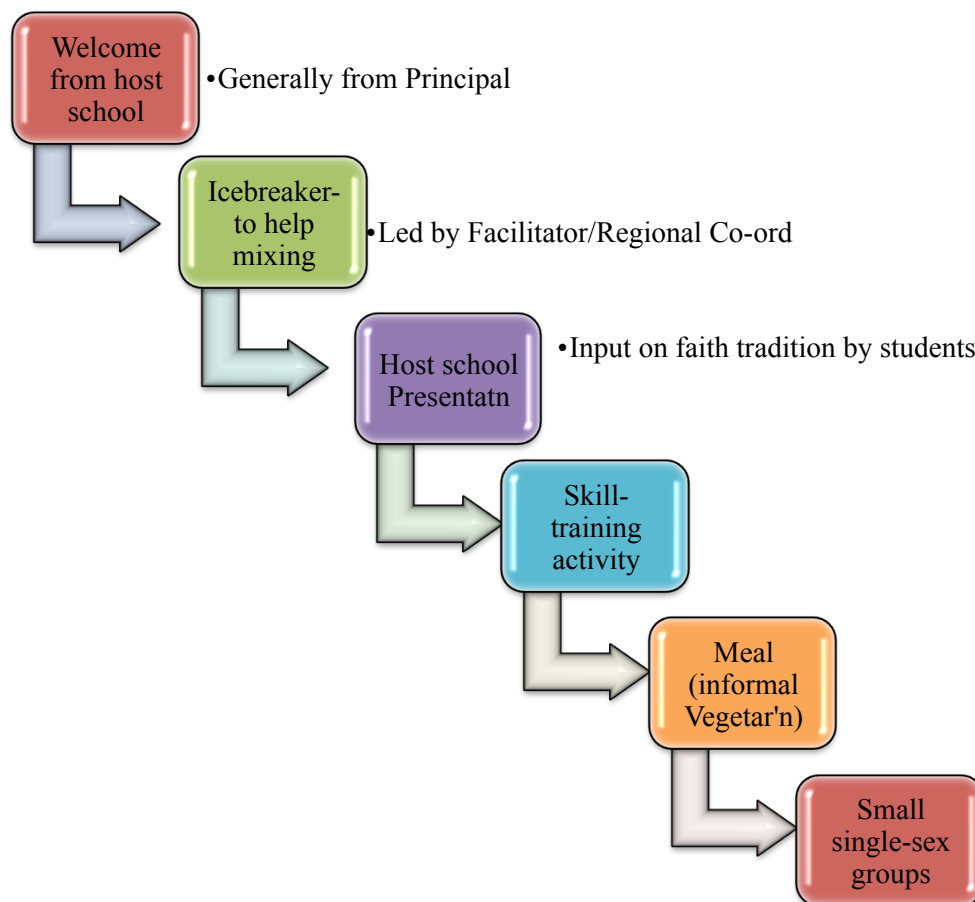 Welcome
from host
school
•Generally from Principal
Icebreaker-
to help
mixing
•Led by Facilitator/Regional Co-ord
Host school
Presentatn
•Input on faith tradition by students
Skill-
training
activity
Meal
(informal
Vegetar'n)
Small
single-sex
groups